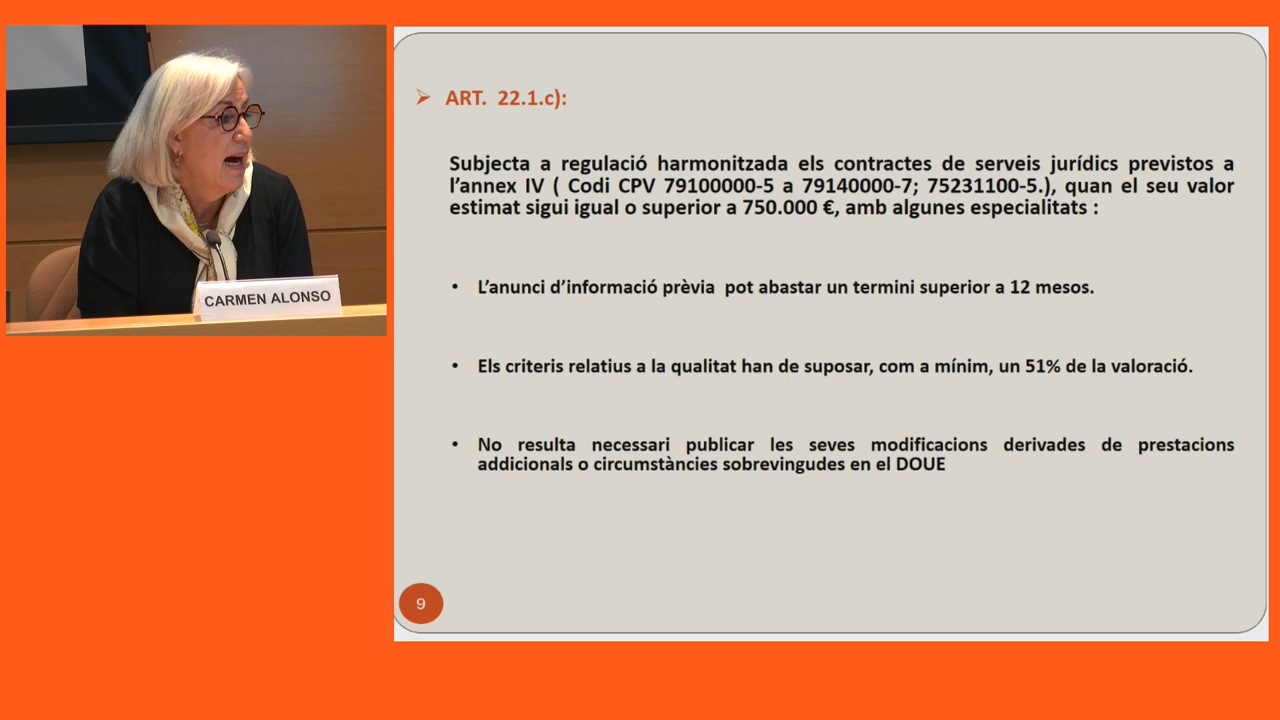 CARMEN ALONSO
ART. 22.1.c):
Subjecta a regulació harmonitzada els contractes de serveis jurídics previstos a
l’annex IV ( Codi CPV 79100000-5 a 79140000-7; 75231100-5.), quan el seu valor
estimat sigui igual o superior a 750.000 €, amb algunes especialitats :
• L’anunci d’informació prèvia pot abastar un termini superior a 12 mesos.
• Els criteris relatius a la qualitat han de suposar, com a mínim, un 51% de la valoració.
• No resulta necessari publicar les seves modificacions derivades de prestacions
addicionals o circumstàncies sobrevingudes en el DOUE
9